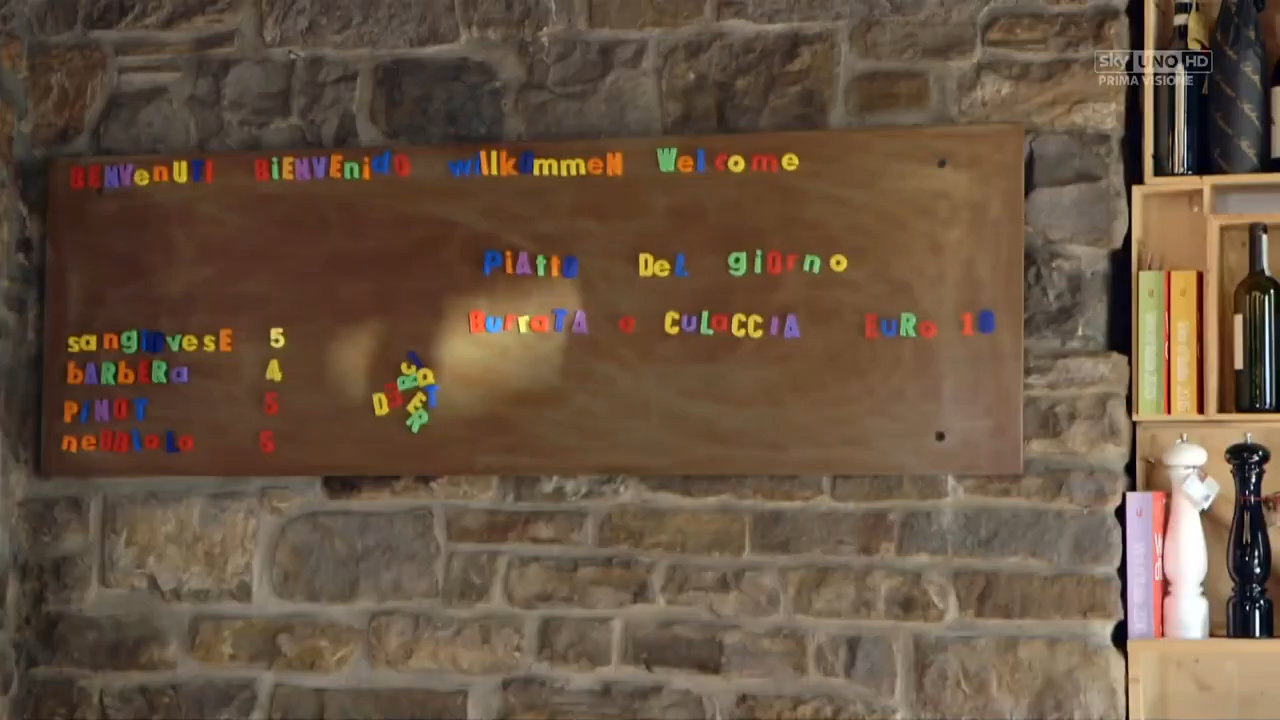 sky UNO HD
PRIMA VISIONE
BENVenUTI BiENVEnido willkommeN Welcome
PiAtto DeL giOrno
BurraTA e CULaCCIA EuRo 18
sangiovesE 5
bARbERa 4
PiNOT 5
neBBioLo 5